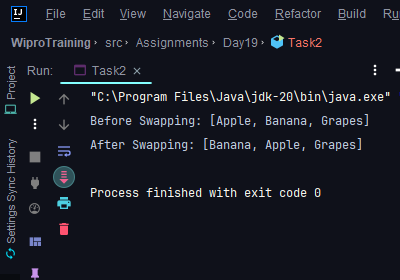 IJ File Edit View Navigate Code Refactor Build
WiproTraining › src › Assignments › Day19 › Task2
Project
Run: Task2 ×
"C:\Program Files\Java\jdk-20\bin\java.exe"
Before Swapping: [Apple, Banana, Grapes]
After Swapping: [Banana, Apple, Grapes]
Process finished with exit code 0
Settings Sync History